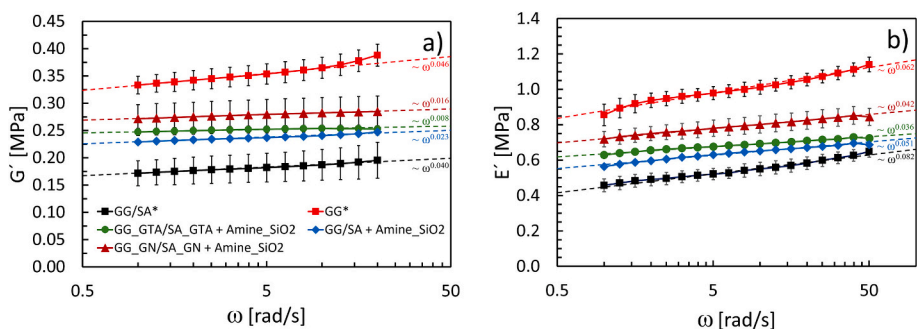 a)
0.45
0.40
0.35
0.30
0.25
0.20
0.15
0.10
0.05
0.00
G´ [MPa]
~ ω^0.046
~ ω^0.016
~ ω^0.008
~ ω^0.023
~ ω^0.040
GG/SA*
GG*
GG_GTA/SA_GTA + Amine_SiO2
GG/SA + Amine_SiO2
GG_GN/SA_GN + Amine_SiO2
0.5
5
50
ω [rad/s]
b)
1.4
1.2
1.0
0.8
0.6
0.4
0.2
0.0
E´ [MPa]
~ ω^0.062
~ ω^0.042
~ ω^0.036
~ ω^0.051
~ ω^0.082
0.5
5
50
ω [rad/s]